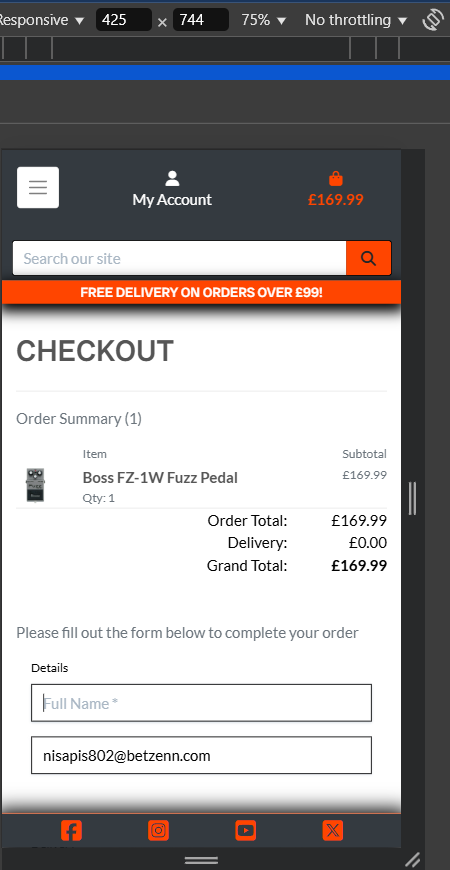 Responsive ▼ 425 × 744 75% ▼ No throttling ▼
My Account
£169.99
Search our site
FREE DELIVERY ON ORDERS OVER £99!
CHECKOUT
Order Summary (1)
Item Subtotal
Boss FZ-1W Fuzz Pedal £169.99
Qty: 1
Order Total: £169.99
Delivery: £0.00
Grand Total: £169.99
Please fill out the form below to complete your order
Details
Full Name *
nisapis802@betzenn.com